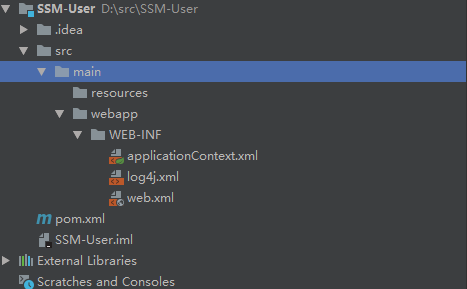 SSM-User D:\src\SSM-User
.idea
src
main
resources
webapp
WEB-INF
applicationContext.xml
log4j.xml
web.xml
m pom.xml
SSM-User.iml
External Libraries
Scratches and Consoles